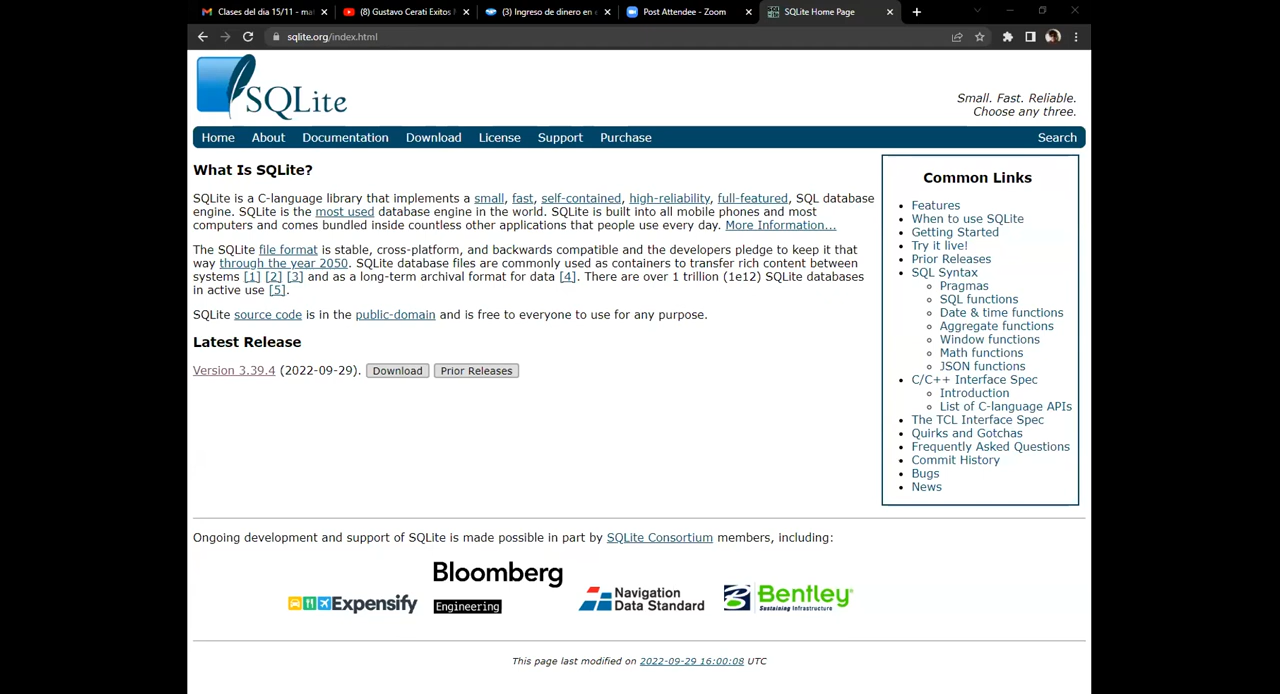 Clases del dia 15/11 - ma
(8) Gustavo Cerati Exitos
(3) Ingreso de dinero en e
Post Attendee - Zoom
SQLite Home Page
sqlite.org/index.html
SQLite
Small. Fast. Reliable.
Choose any three.
Home About Documentation Download License Support Purchase Search
What Is SQLite?
SQLite is a C-language library that implements a small, fast, self-contained, high-reliability, full-featured, SQL database
engine. SQLite is the most used database engine in the world. SQLite is built into all mobile phones and most
computers and comes bundled inside countless other applications that people use every day. More Information...
The SQLite file format is stable, cross-platform, and backwards compatible and the developers pledge to keep it that
way through the year 2050. SQLite database files are commonly used as containers to transfer rich content between
systems [1] [2] [3] and as a long-term archival format for data [4]. There are over 1 trillion (1e12) SQLite databases
in active use [5].
SQLite source code is in the public-domain and is free to everyone to use for any purpose.
Latest Release
Version 3.39.4 (2022-09-29). Download Prior Releases
Common Links
Features
When to use SQLite
Getting Started
Try it live!
Prior Releases
SQL Syntax
Pragmas
SQL functions
Date & time functions
Aggregate functions
Window functions
Math functions
JSON functions
C/C++ Interface Spec
Introduction
List of C-language APIs
The TCL Interface Spec
Quirks and Gotchas
Frequently Asked Questions
Commit History
Bugs
News
Ongoing development and support of SQLite is made possible in part by SQLite Consortium members, including:
Expensify
Bloomberg
Engineering
Navigation
Data Standard
Bentley
Sustaining Infrastructure
This page last modified on 2022-09-29 16:00:08 UTC